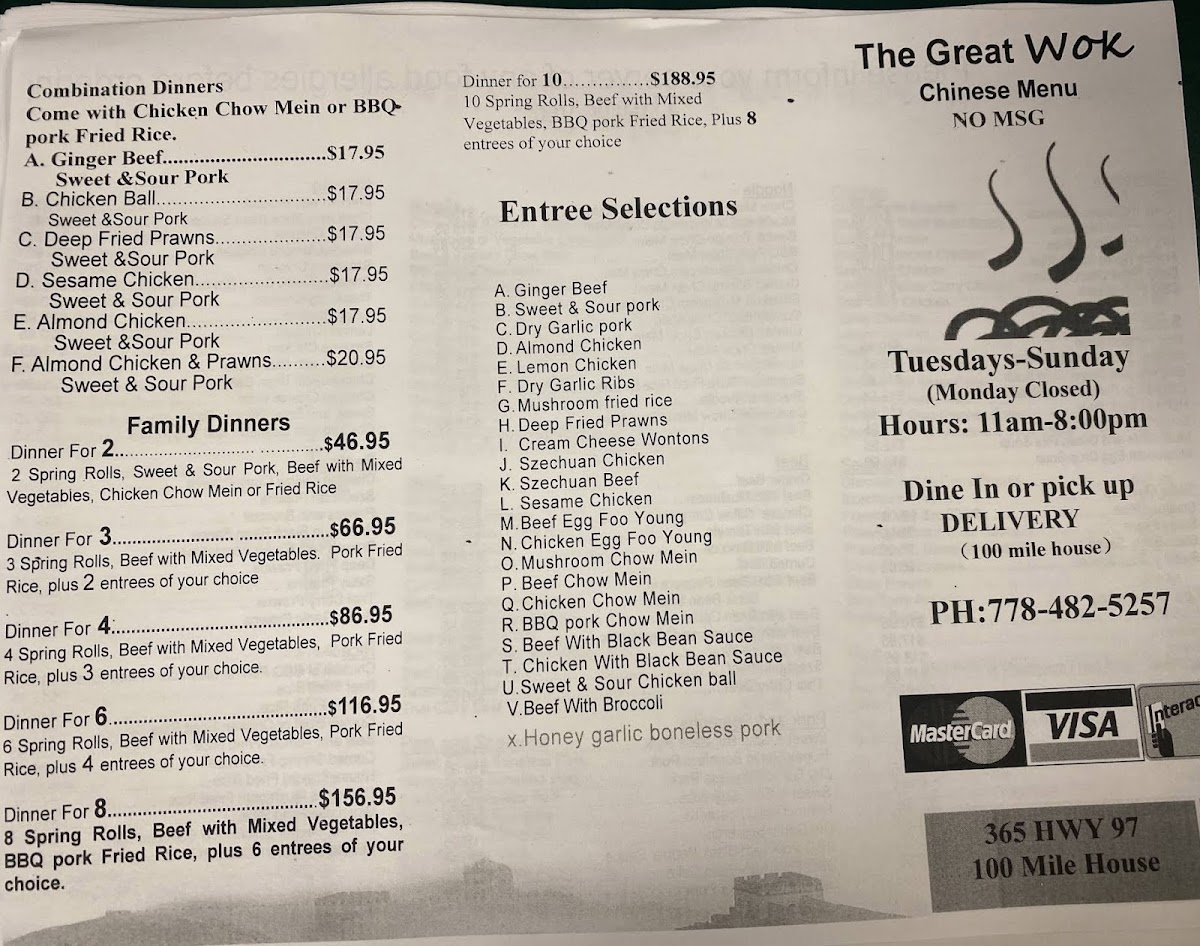 Combination Dinners
Come with Chicken Chow Mein or BBQ
pork Fried Rice.
A. Ginger Beef...............................$17.95
Sweet &Sour Pork
B. Chicken Ball...............................$17.95
Sweet &Sour Pork
C. Deep Fried Prawns....................$17.95
Sweet &Sour Pork
D. Sesame Chicken........................$17.95
Sweet & Sour Pork
E. Almond Chicken.........................$17.95
Sweet &Sour Pork
F. Almond Chicken & Prawns..........$20.95
Sweet & Sour Pork
Family Dinners
Dinner For 2.............. ............$46.95
2 Spring Rolls, Sweet & Sour Pork, Beef with Mixed
Vegetables, Chicken Chow Mein or Fried Rice
Dinner For 3....................... .................$66.95
3 Spring Rolls, Beef with Mixed Vegetables. Pork Fried
Rice, plus 2 entrees of your choice
Dinner For 4.........................................$86.95
4 Spring Rolls, Beef with Mixed Vegetables, Pork Fried
Rice, plus 3 entrees of your choice.
Dinner For 6.........................................$116.95
6 Spring Rolls, Beef with Mixed Vegetables, Pork Fried
Rice, plus 4 entrees of your choice.
Dinner For 8.......................................$156.95
8 Spring Rolls, Beef with Mixed Vegetables,
BBQ pork Fried Rice, plus 6 entrees of your
choice.
Dinner for 10...............$188.95
10 Spring Rolls, Beef with Mixed
Vegetables, BBQ pork Fried Rice, Plus 8
entrees of your choice
Entree Selections
A. Ginger Beef
B. Sweet & Sour pork
C. Dry Garlic pork
D. Almond Chicken
E. Lemon Chicken
F. Dry Garlic Ribs
G. Mushroom fried rice
H. Deep Fried Prawns
I. Cream Cheese Wontons
J. Szechuan Chicken
K. Szechuan Beef
L. Sesame Chicken
M. Beef Egg Foo Young
N. Chicken Egg Foo Young
O. Mushroom Chow Mein
P. Beef Chow Mein
Q. Chicken Chow Mein
R. BBQ pork Chow Mein
S. Beef With Black Bean Sauce
T. Chicken With Black Bean Sauce
U. Sweet & Sour Chicken ball
V. Beef With Broccoli
x. Honey garlic boneless pork
The Great Wok
Chinese Menu
NO MSG
Tuesdays-Sunday
(Monday Closed)
Hours: 11am-8:00pm
Dine In or pick up
DELIVERY
(100 mile house)
PH:778-482-5257
MasterCard VISA Interac
365 HWY 97
100 Mile House